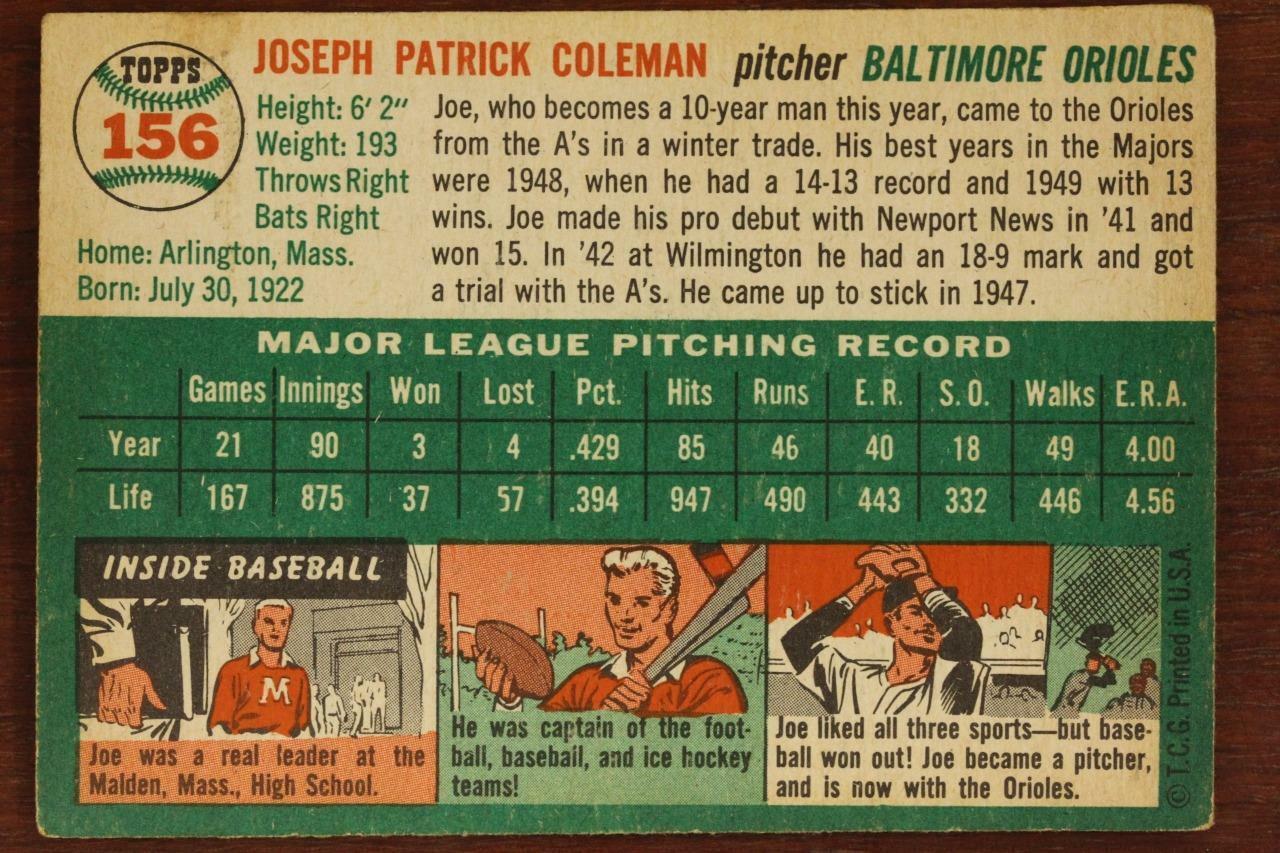 TOPPS
156
JOSEPH PATRICK COLEMAN pitcher BALTIMORE ORIOLES
Height: 6' 2"
Weight: 193
Throws Right
Bats Right
Home: Arlington, Mass.
Born: July 30, 1922
Joe, who becomes a 10-year man this year, came to the Orioles
from the A's in a winter trade. His best years in the Majors
were 1948, when he had a 14-13 record and 1949 with 13
wins. Joe made his pro debut with Newport News in '41 and
won 15. In '42 at Wilmington he had an 18-9 mark and got
a trial with the A's. He came up to stick in 1947.
MAJOR LEAGUE PITCHING RECORD
Games Innings Won Lost Pct. Hits Runs E. R. S. O. Walks E.R.A.
Year 21 90 3 4 .429 85 46 40 18 49 4.00
Life 167 875 37 57 .394 947 490 443 332 446 4.56
INSIDE BASEBALL
M
Joe was a real leader at the
Malden, Mass., High School.
He was captain of the foot-
ball, baseball, and ice hockey
teams!
Joe liked all three sports—but base-
ball won out! Joe became a pitcher,
and is now with the Orioles.
© T.C.G. Printed in U.S.A.